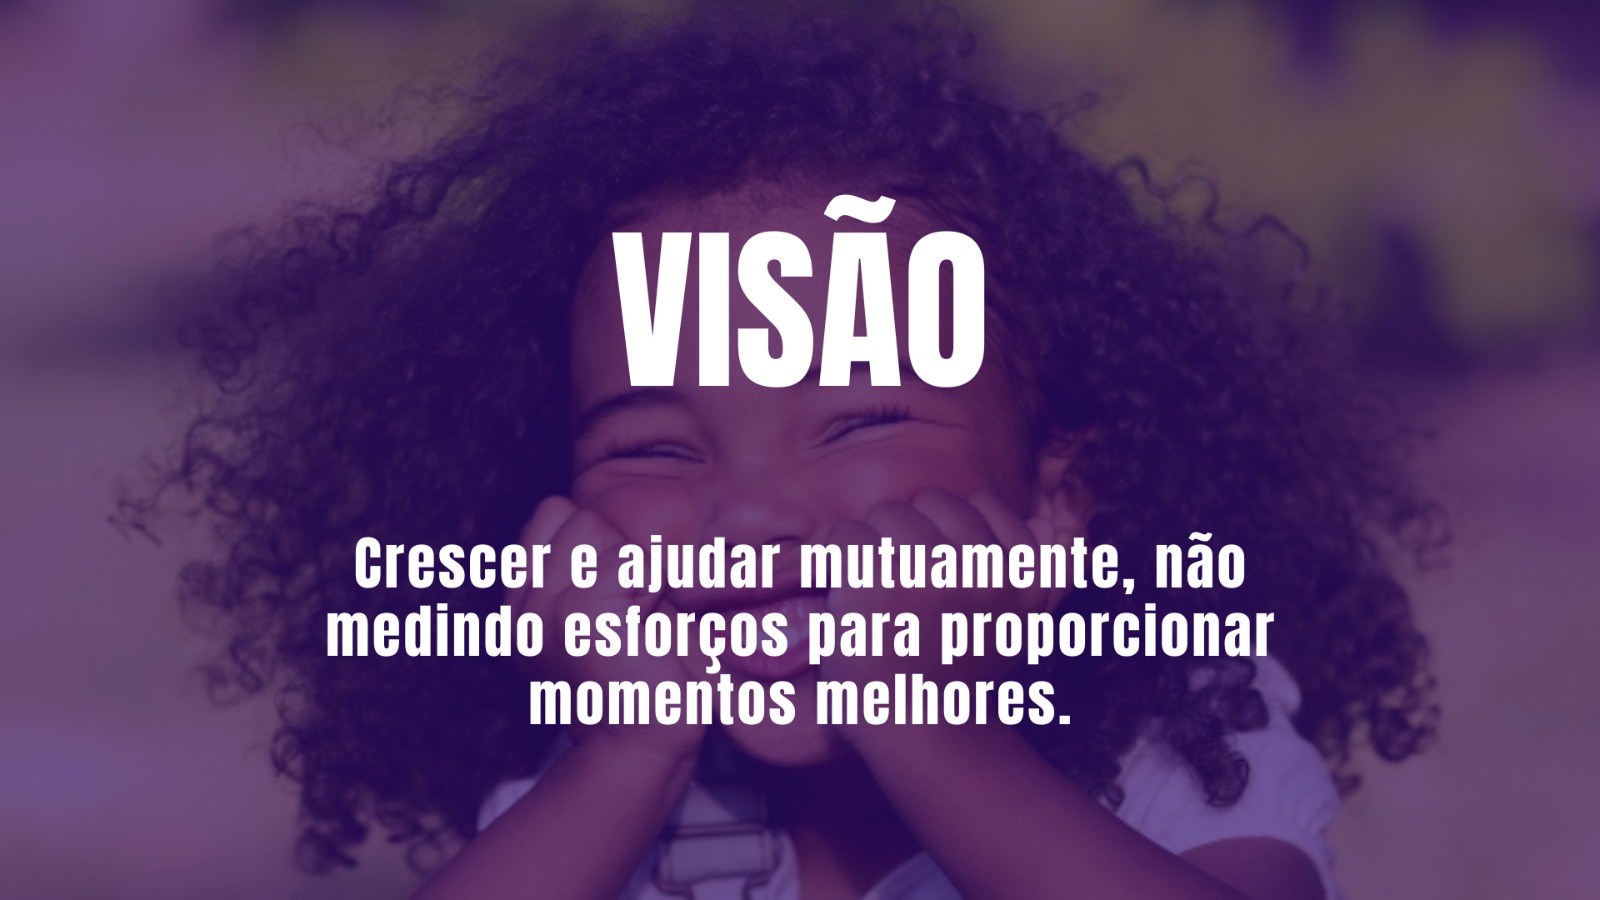 VISÃO
Crescer e ajudar mutuamente, não
medindo esforços para proporcionar
momentos melhores.